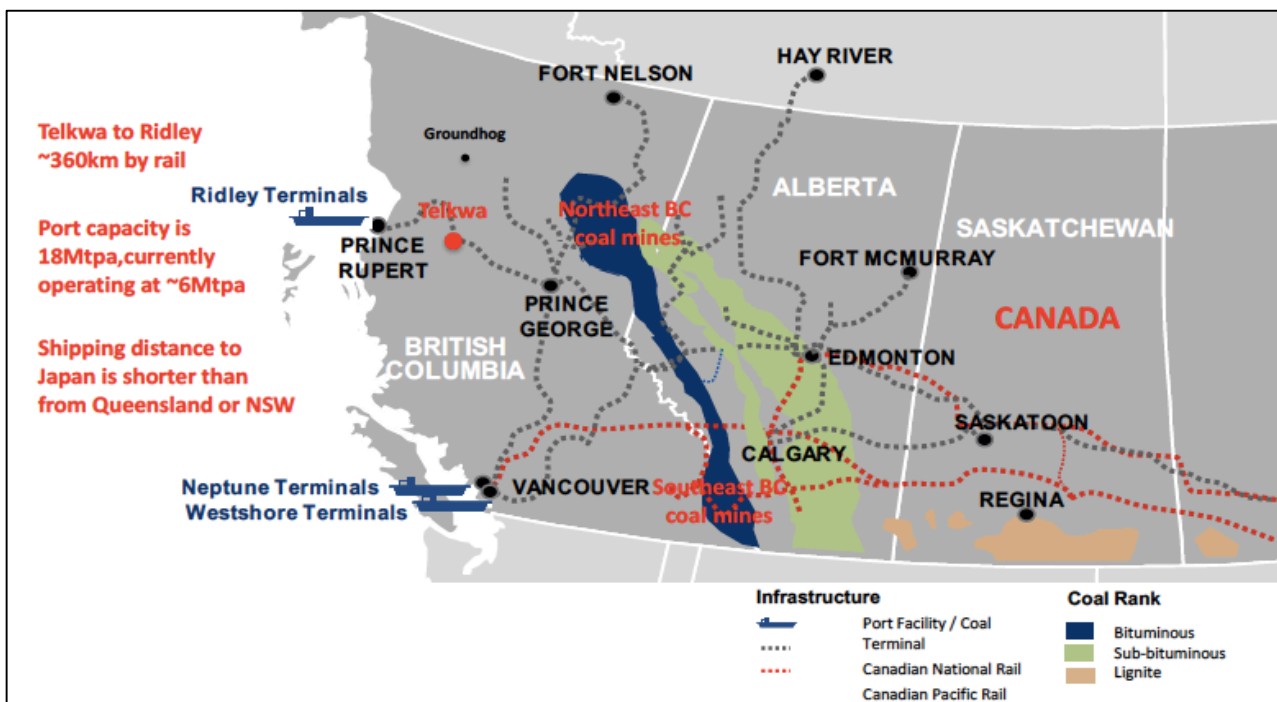 FORT NELSON
HAY RIVER
Groundhog
Telkwa to Ridley
~360km by rail
Ridley Terminals
PRINCE
RUPERT
Telkwa
Northeast BC
coal mines
ALBERTA
SASKATCHEWAN
Port capacity is
18Mtpa,currently
operating at ~6Mtpa
FORT MCMURRAY
PRINCE
GEORGE
CANADA
Shipping distance to
Japan is shorter than
from Queensland or NSW
BRITISH
COLUMBIA
EDMONTON
SASKATOON
CALGARY
Neptune Terminals
Westshore Terminals
VANCOUVER
Southeast BC
coal mines
REGINA
Infrastructure
Port Facility / Coal
Terminal
Canadian National Rail
Canadian Pacific Rail
Coal Rank
Bituminous
Sub-bituminous
Lignite